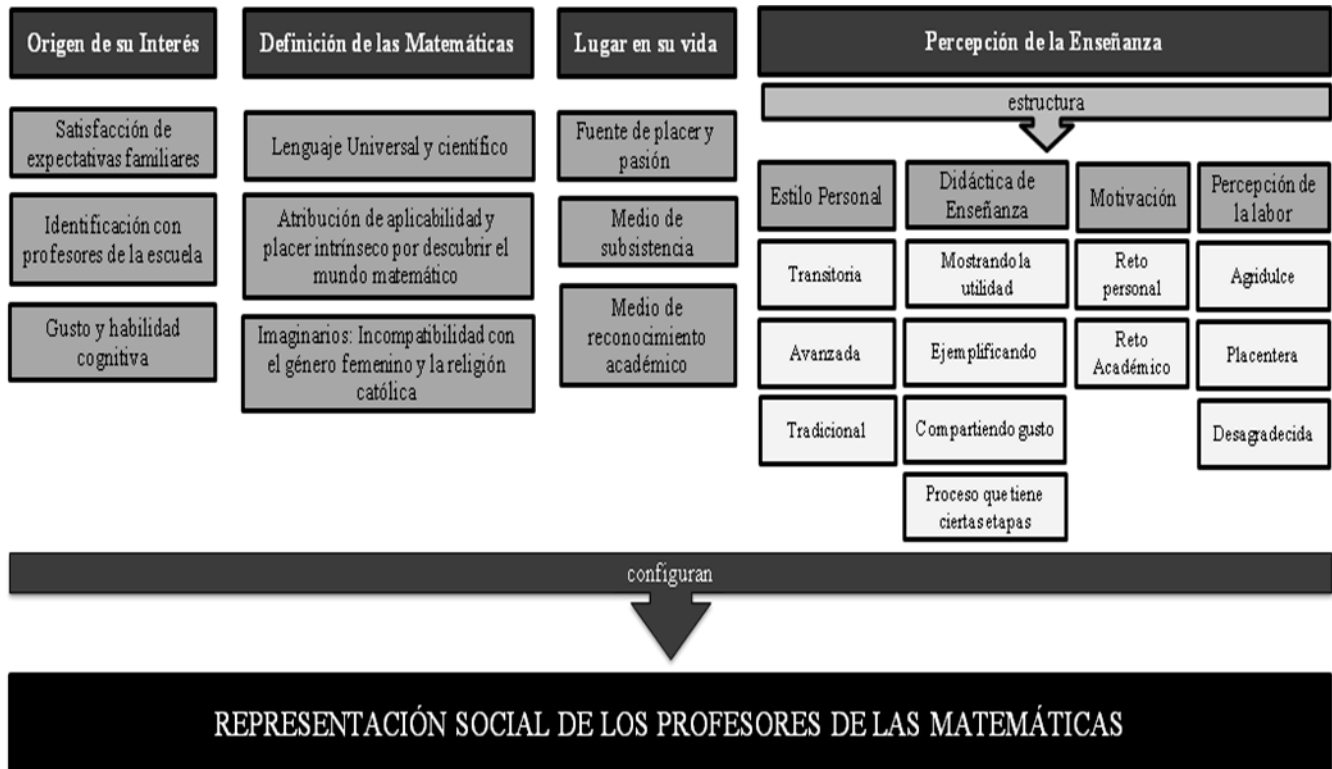 Origen de su Interés
Definición de las Matemáticas
Lugar en su vida
Percepción de la Enseñanza
Satisfacción de
expectativas familiares
Identificación con
profesores de la escuela
Gusto y habilidad
cognitiva
Lenguaje Universal y científico
Atribución de aplicabilidad y
placer intrínseco por descubrir el
mundo matemático
Imaginarios: Incompatibilidad con
el género femenino y la religión
católica
Fuente de placer y
pasión
Medio de
subsistencia
Medio de
reconocimiento
académico
estructura
Estilo Personal
Transitoria
Avanzada
Tradicional
Didáctica de
Enseñanza
Mostrando la
utilidad
Ejemplificando
Compartiendo gusto
Proceso que tiene
ciertas etapas
Motivación
Reto
personal
Reto
Académico
Percepción de
la labor
Agridulce
Placentera
Desagradecida
configuran
REPRESENTACIÓN SOCIAL DE LOS PROFESORES DE LAS MATEMÁTICAS